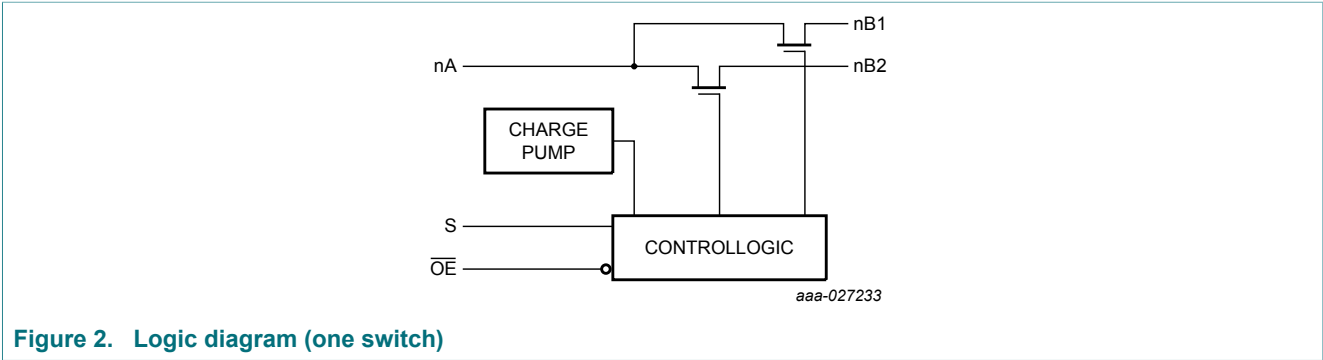 nB1
nA
nB2
CHARGE
PUMP
S
CONTROLLOGIC
OE
aaa-027233
Figure 2. Logic diagram (one switch)